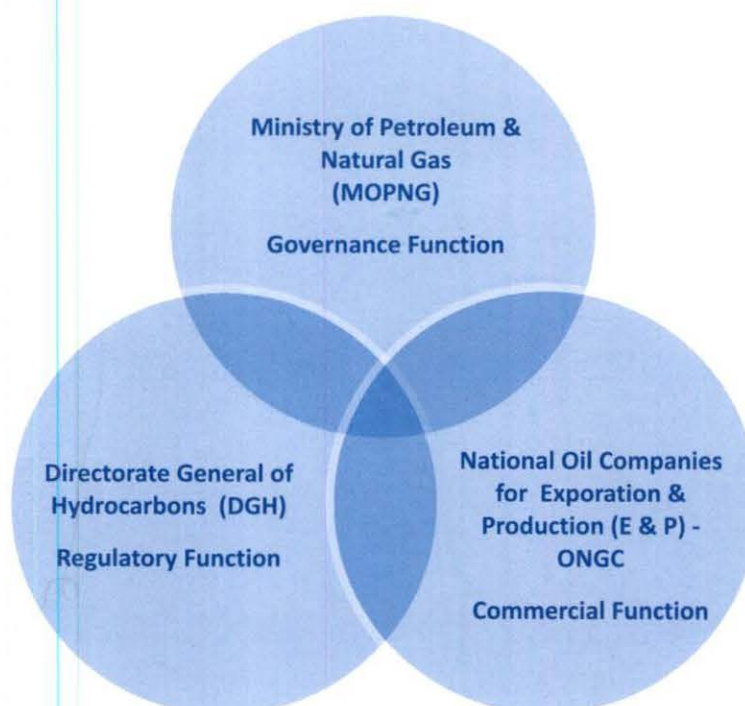 Ministry of Petroleum &
Natural Gas
(MOPNG)
Governance Function
Directorate General of
Hydrocarbons (DGH)
Regulatory Function
National Oil Companies
for Exporation &
Production (E & P) -
ONGC
Commercial Function